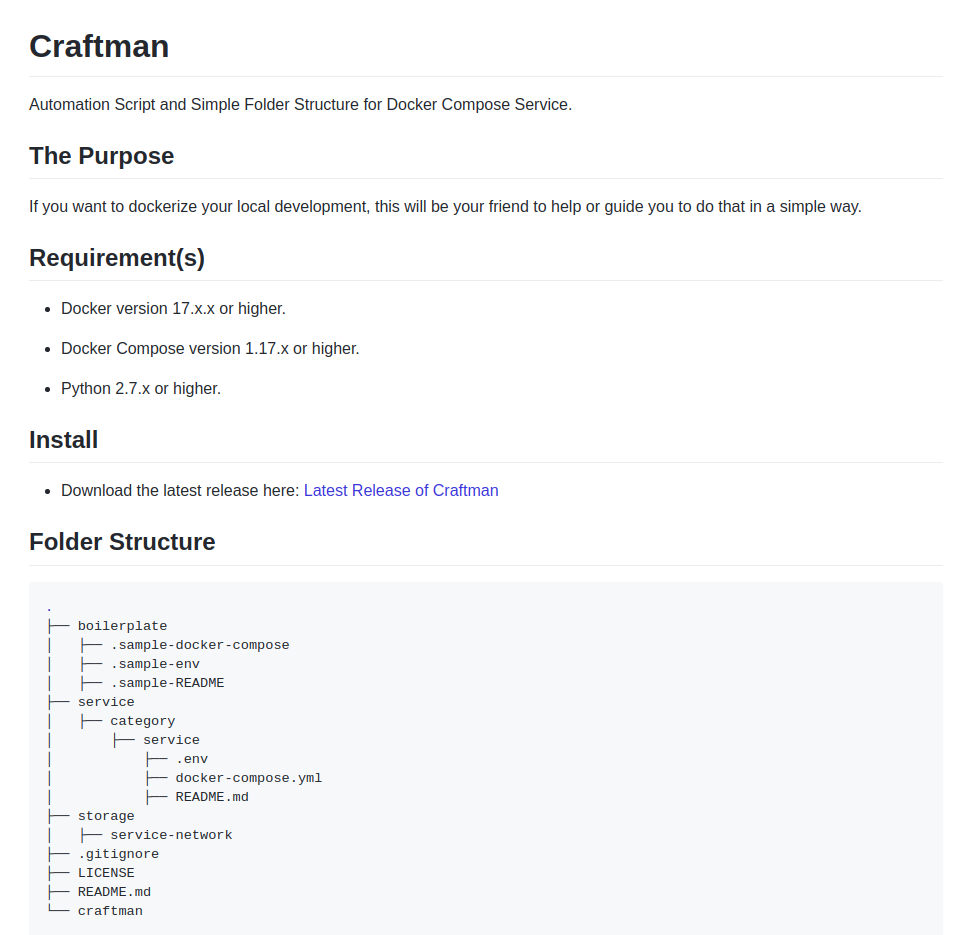 Craftman
Automation Script and Simple Folder Structure for Docker Compose Service.
The Purpose
If you want to dockerize your local development, this will be your friend to help or guide you to do that in a simple way.
Requirement(s)
• Docker version 17.x.x or higher.
• Docker Compose version 1.17.x or higher.
• Python 2.7.x or higher.
Install
• Download the latest release here: Latest Release of Craftman
Folder Structure
.
├── boilerplate
│   ├── .sample-docker-compose
│   ├── .sample-env
│   ├── .sample-README
├── service
│   ├── category
│       ├── service
│           ├── .env
│           ├── docker-compose.yml
│           ├── README.md
├── storage
│   ├── service-network
├── .gitignore
├── LICENSE
├── README.md
└── craftman